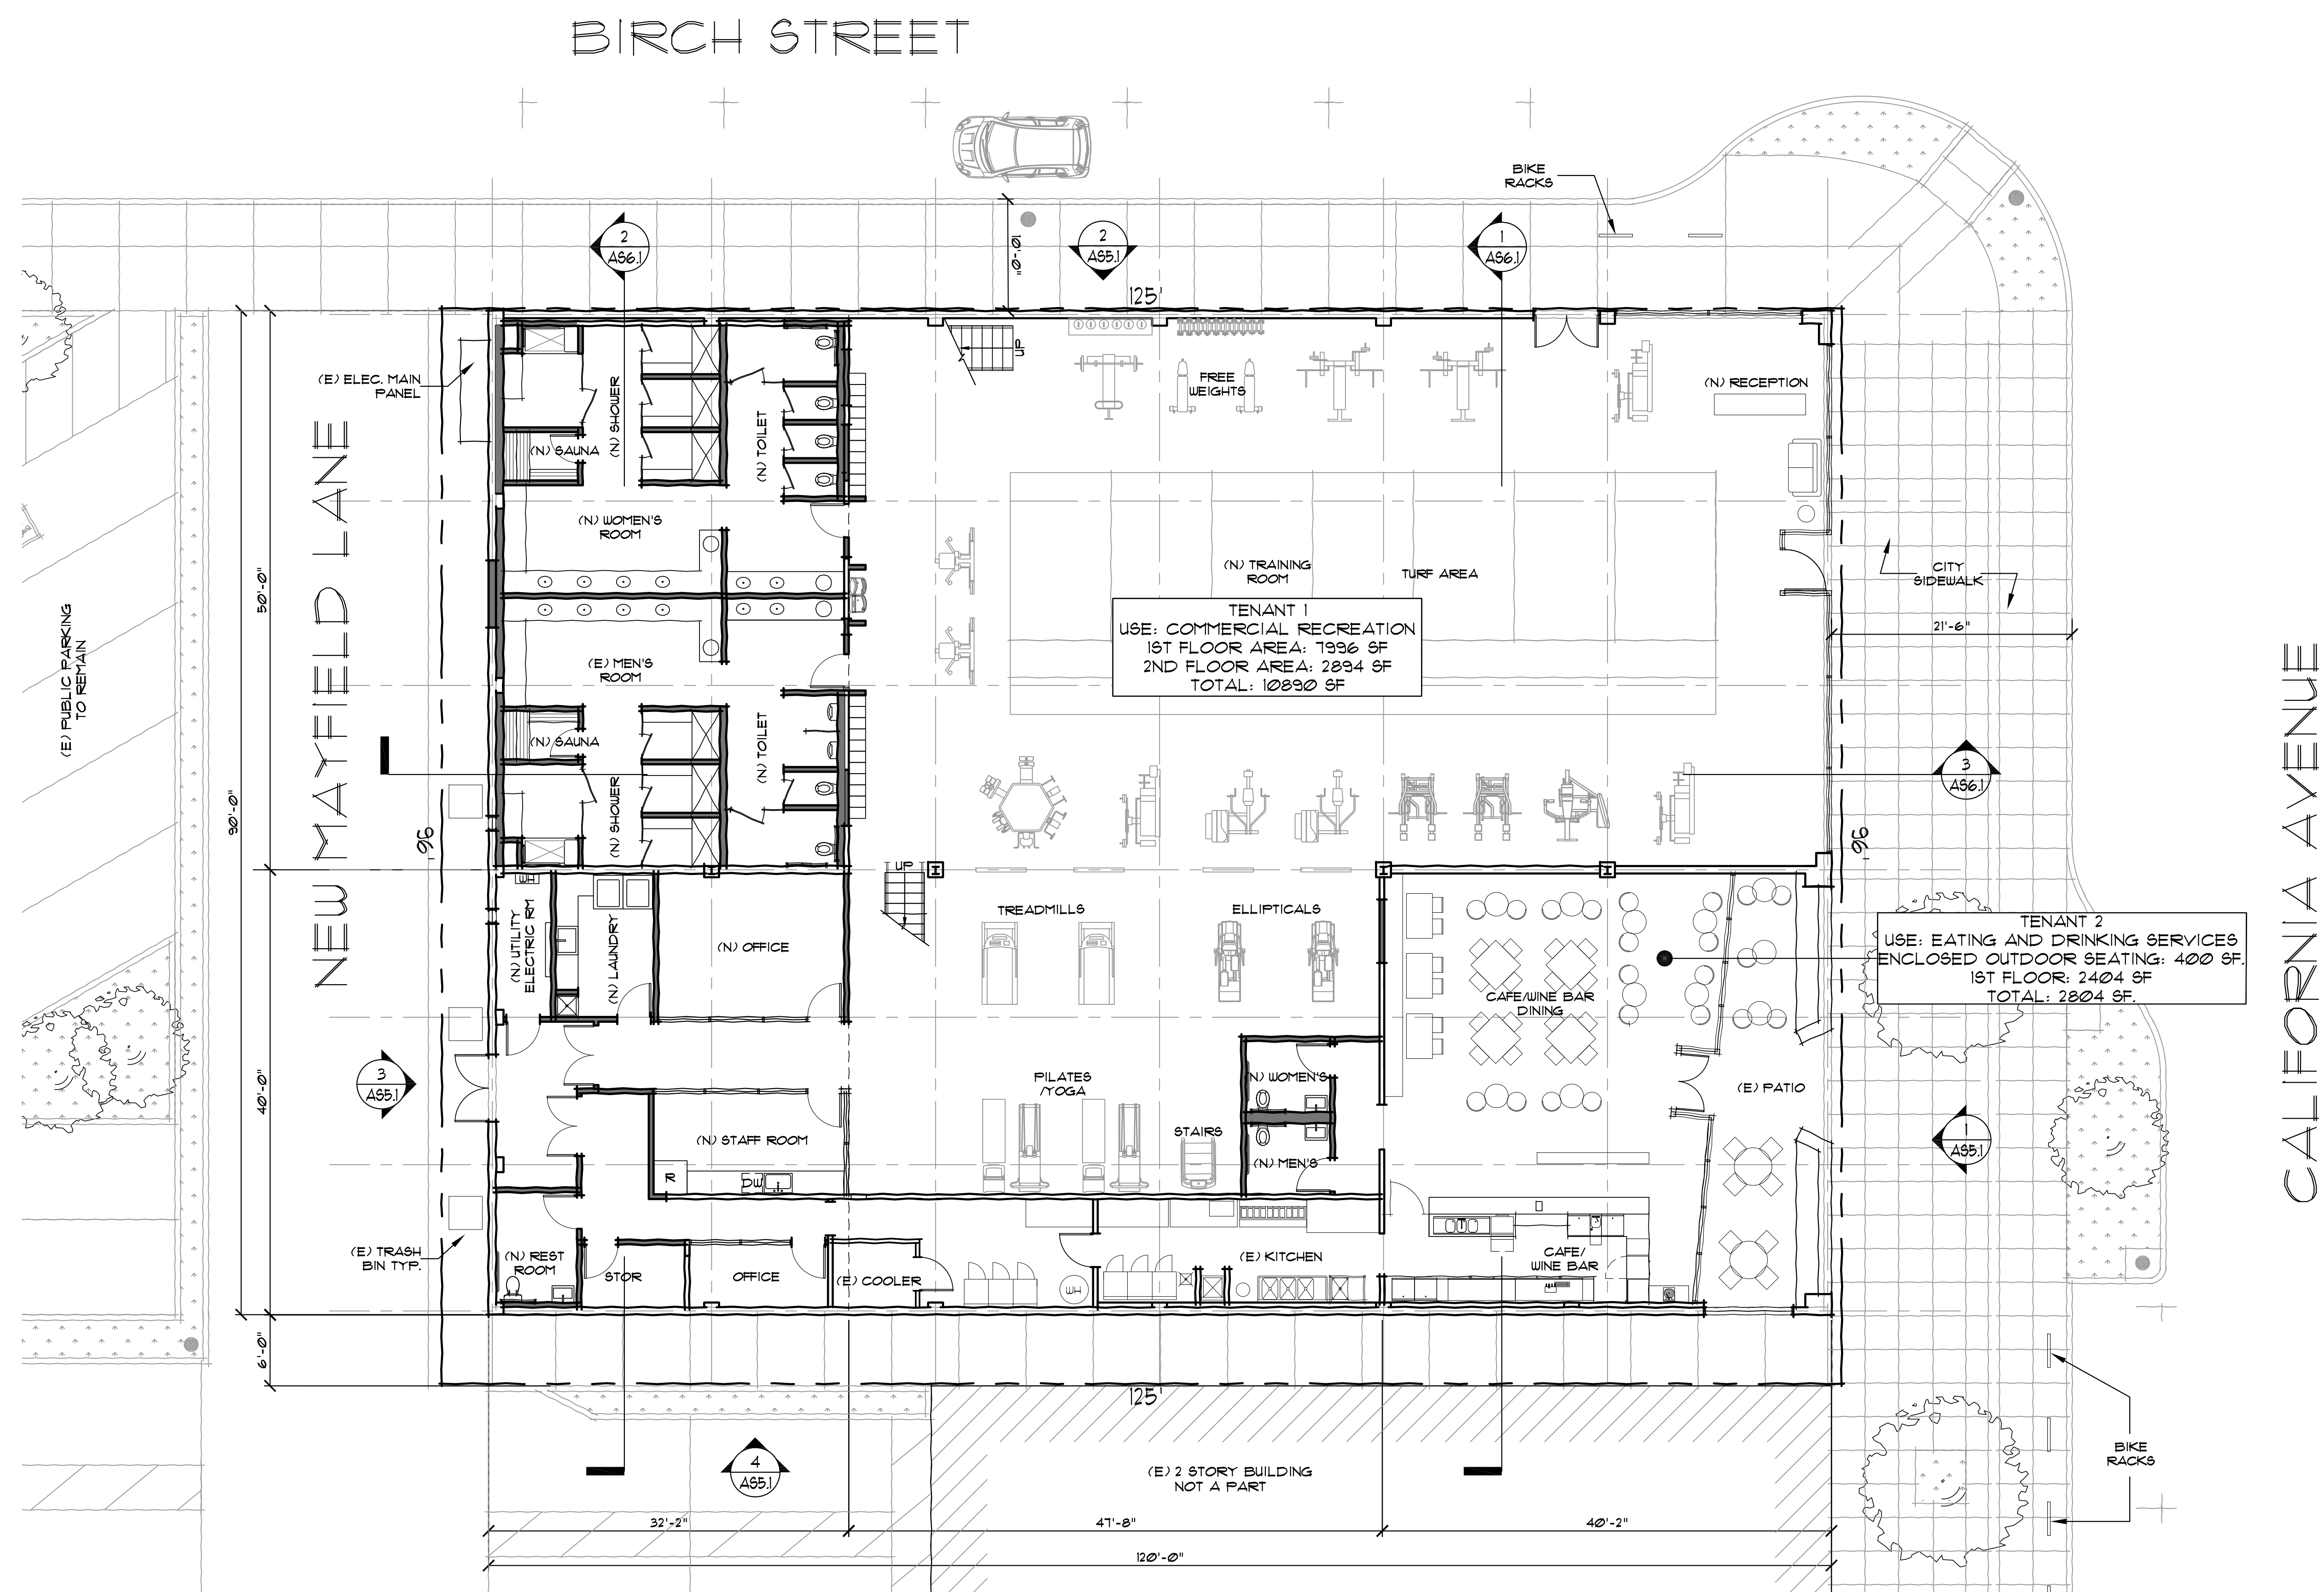 BIRCH STREET
BIKE
RACKS
2
AS6.1
2
AS5.1
1
AS6.1
10'-0"
125'
UP
(E) ELEC. MAIN
PANEL
(N) SHOWER
(N) TOILET
FREE
WEIGHTS
(N) RECEPTION
(N) SAUNA
(N) WOMEN'S
ROOM
NEW MAYFIELD LANE
50'-0"
(N) TRAINING
ROOM
TURF AREA
CITY
SIDEWALK
21'-6"
TENANT 1
USE: COMMERCIAL RECREATION
1ST FLOOR AREA: 7996 SF
2ND FLOOR AREA: 2894 SF
TOTAL: 10890 SF
(E) PUBLIC PARKING
TO REMAIN
(E) MEN'S
ROOM
(N) SAUNA
(N) TOILET
(N) SHOWER
3
AS6.1
90'-0"
96
96
CALIFORNIA AVENUE
WH
UP
(N) UTILITY
ELECTRIC RM
(N) LAUNDRY
(N) OFFICE
TREADMILLS
ELLIPTICALS
TENANT 2
USE: EATING AND DRINKING SERVICES
ENCLOSED OUTDOOR SEATING: 400 SF.
1ST FLOOR: 2404 SF
TOTAL: 2804 SF.
CAFE/WINE BAR
DINING
3
AS5.1
40'-0"
PILATES
/YOGA
(N) WOMEN'S
(E) PATIO
(N) STAFF ROOM
STAIRS
(N) MEN'S
1
AS5.1
R
DW
(E) TRASH
BIN TYP.
(N) REST
ROOM
STOR
OFFICE
(E) COOLER
WH
(E) KITCHEN
CAFE/
WINE BAR
6'-0"
125'
4
AS5.1
(E) 2 STORY BUILDING
NOT A PART
BIKE
RACKS
32'-2"
47'-8"
40'-2"
120'-0"